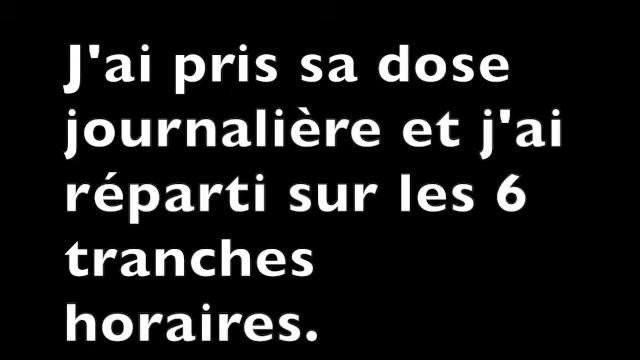 J'ai pris sa dose
journalière et j'ai
réparti sur les 6
tranches
horaires.